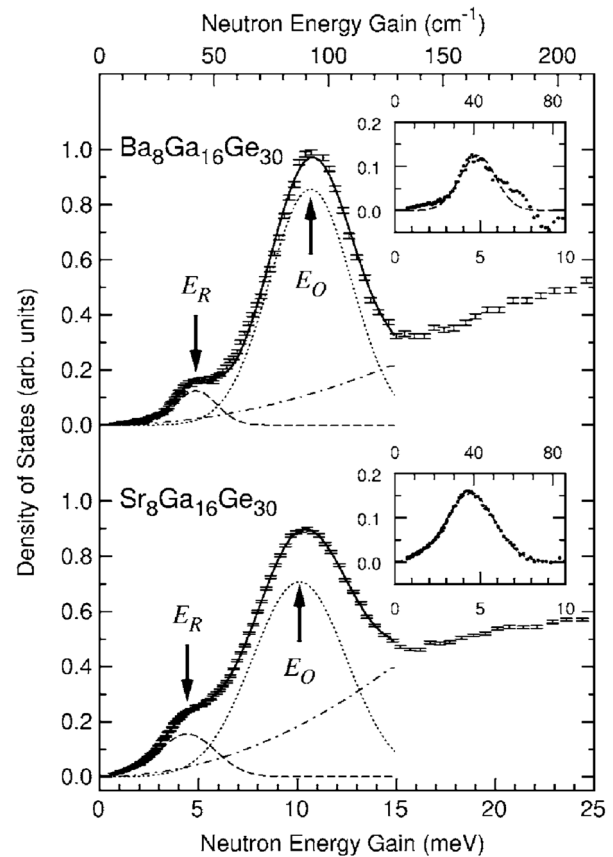 Neutron Energy Gain (cm⁻¹)
0 40 80 120 160 200
Ba₈Ga₁₆Ge₃₀
0 40 80
0.2
0.1
0.0
0 5 10
1.0
0.8
0.6
0.4
0.2
0.0
E_R
E_O
Density of States (arb. units)
Sr₈Ga₁₆Ge₃₀
0 40 80
0.2
0.1
0.0
0 5 10
1.0
0.8
0.6
0.4
0.2
0.0
E_R
E_O
0 5 10 15 20 25
Neutron Energy Gain (meV)